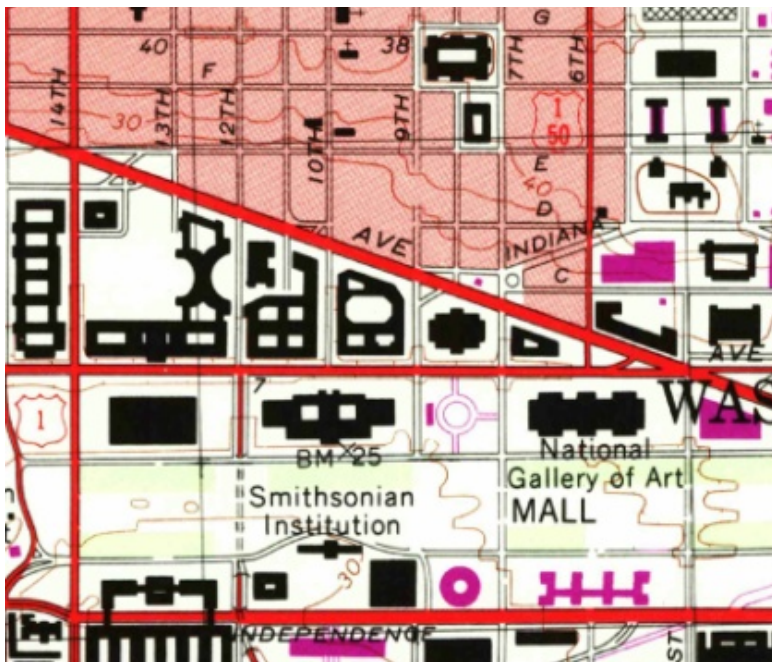 G
40
38
F
14TH
13TH
12TH
10TH
9TH
7TH
6TH
30
I
50
E
40
D
AVE
INDIANA
C
AVE
7
1
WAS
BM 25
National
Gallery of Art
Smithsonian
Institution
MALL
30
INDEPENDENCE
ST